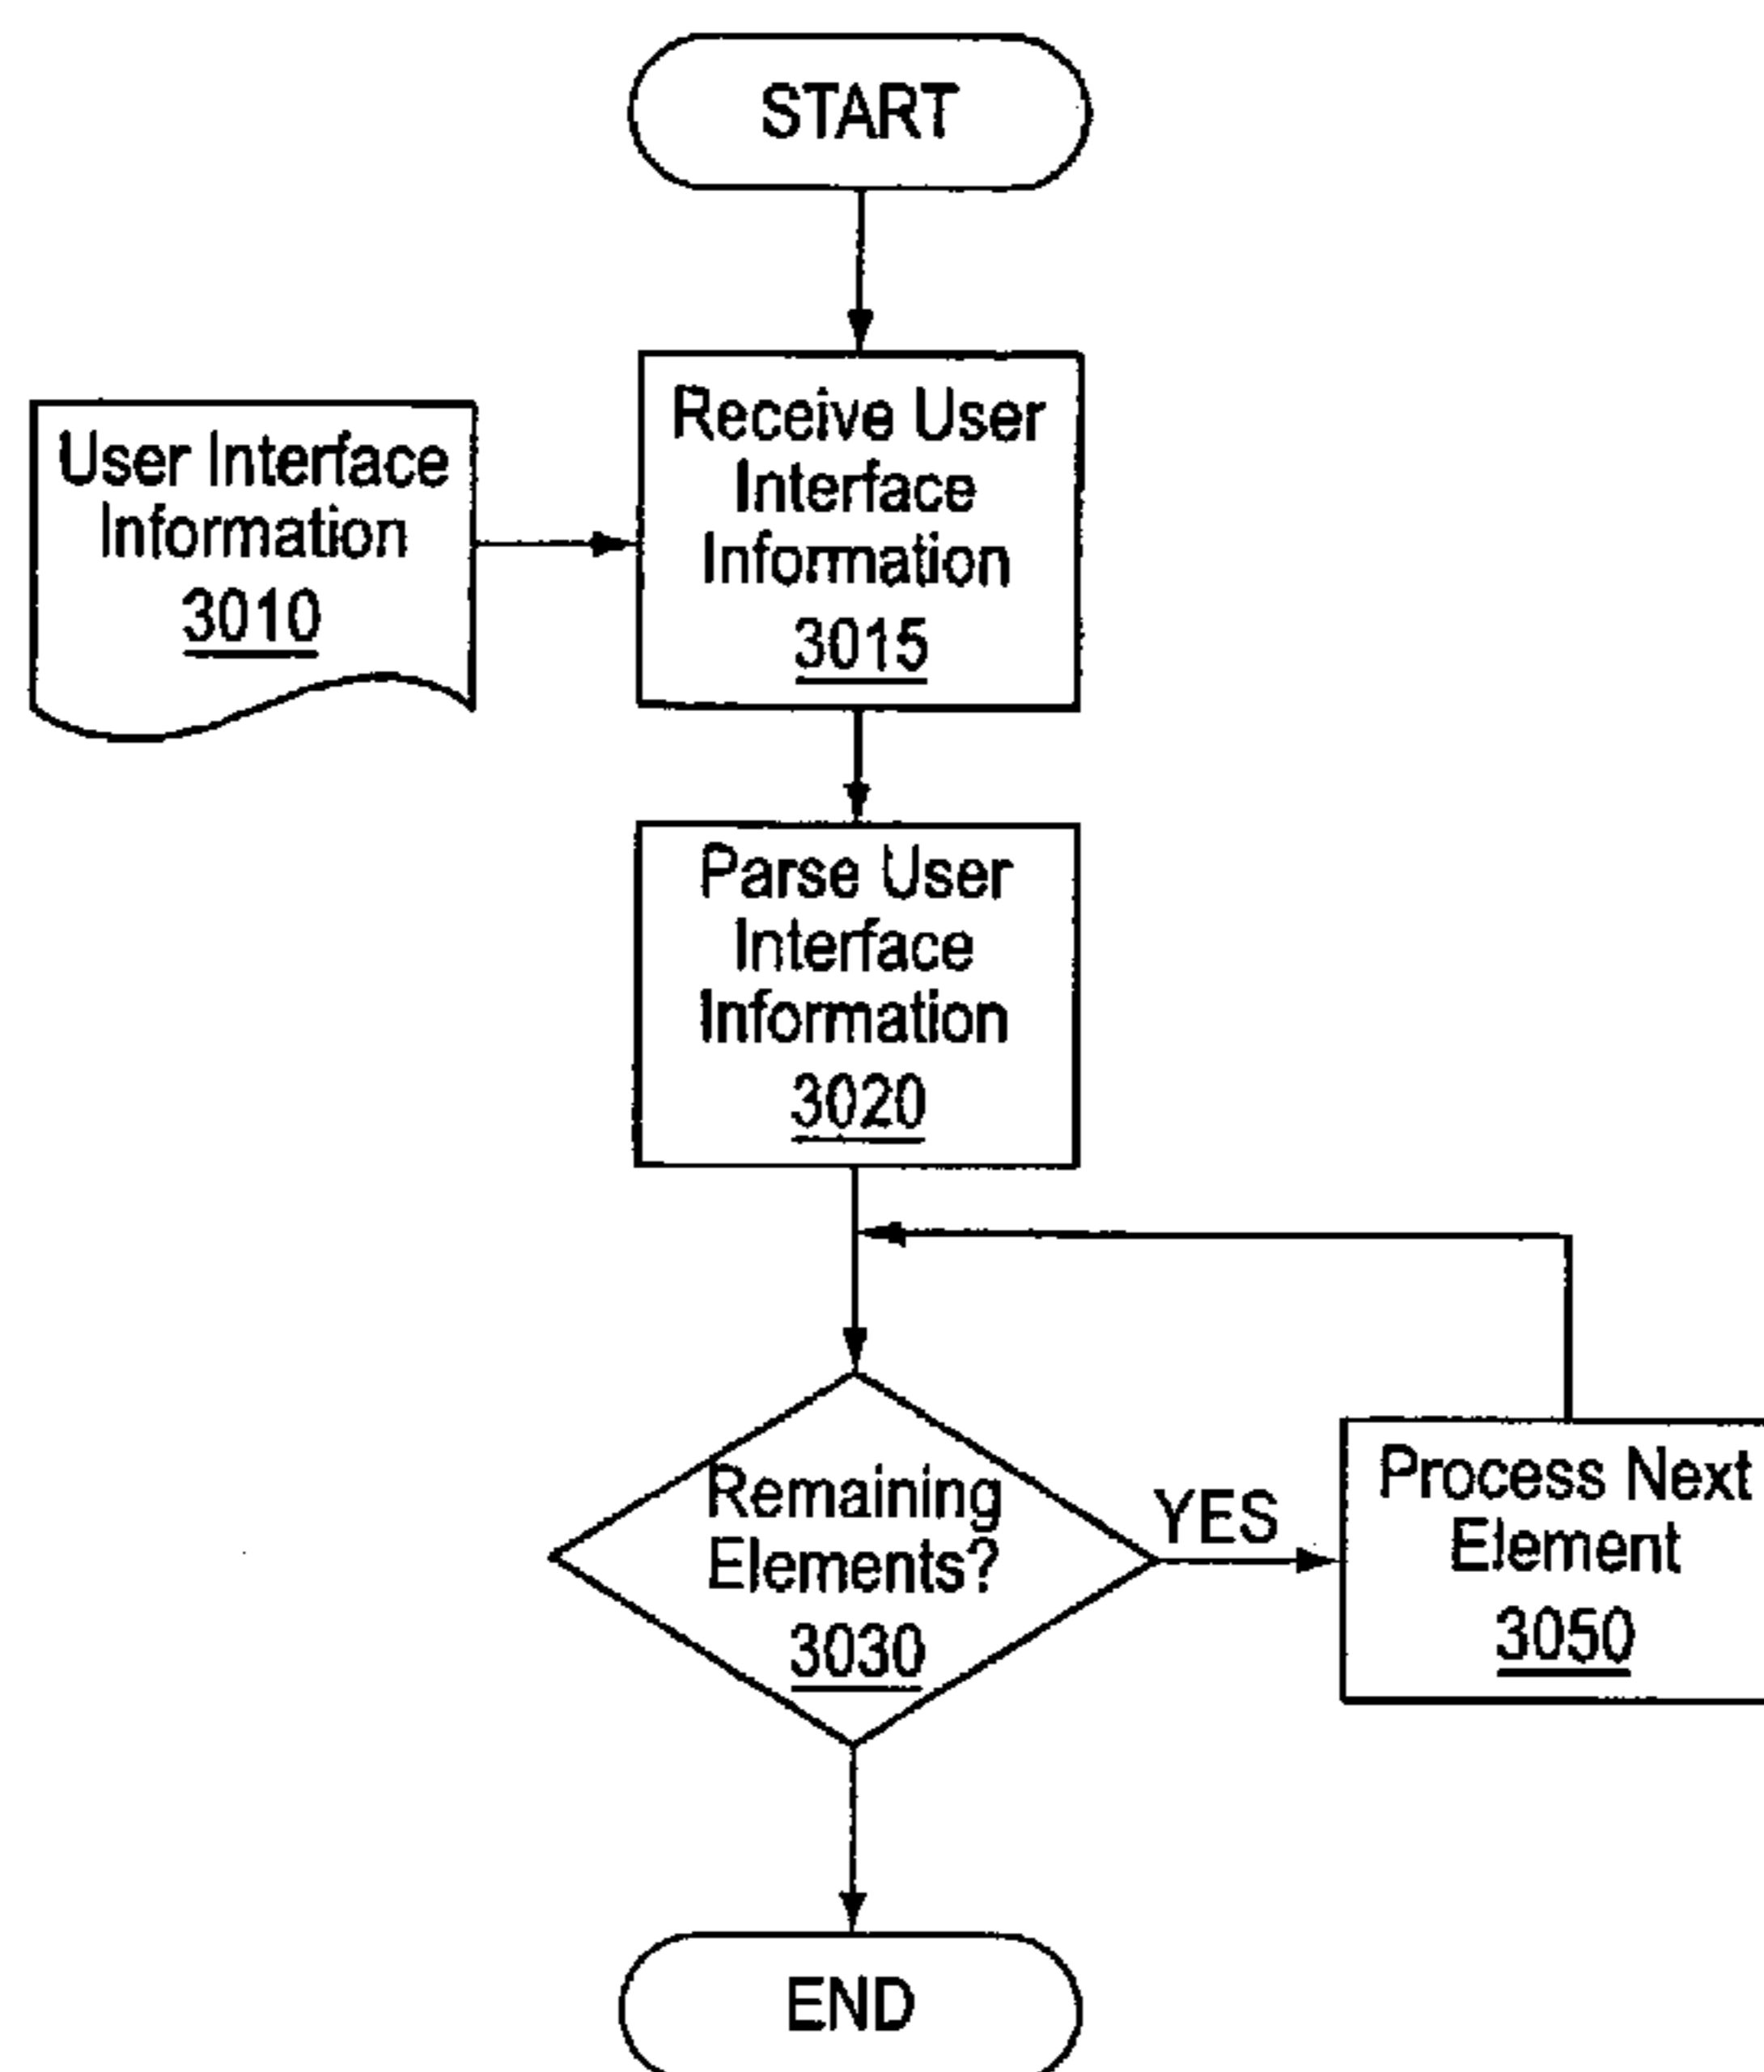 START
User Interface
Information
3010
Receive User
Interface
Information
3015
Parse User
Interface
Information
3020
Remaining
Elements?
3030
YES
Process Next
Element
3050
END